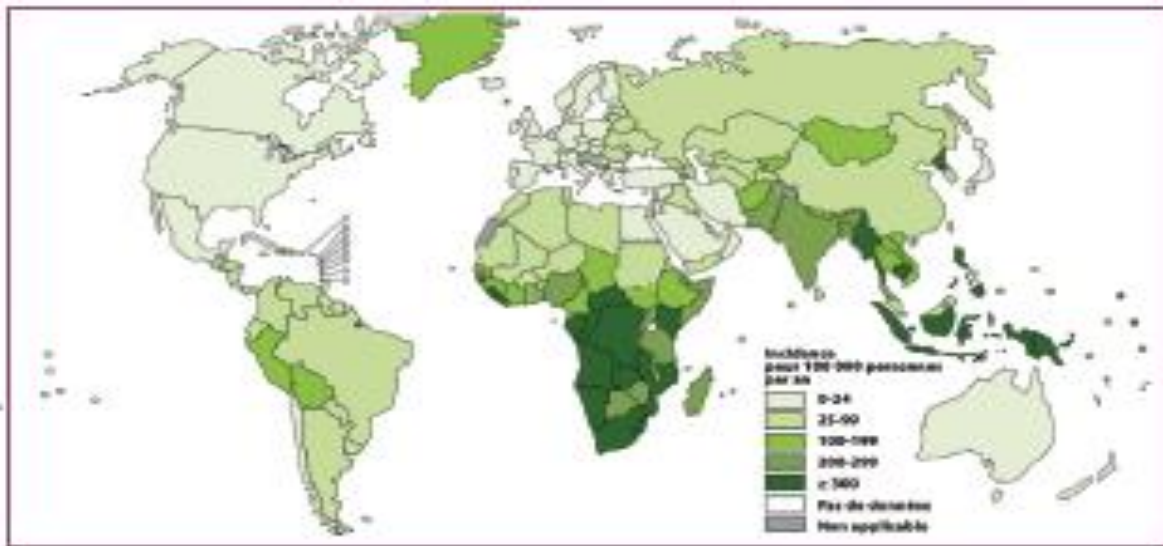 Incidence
pour 100 000 personnes
par an
0-24
25-99
100-199
200-299
≥ 300
Pas de données
Non applicable